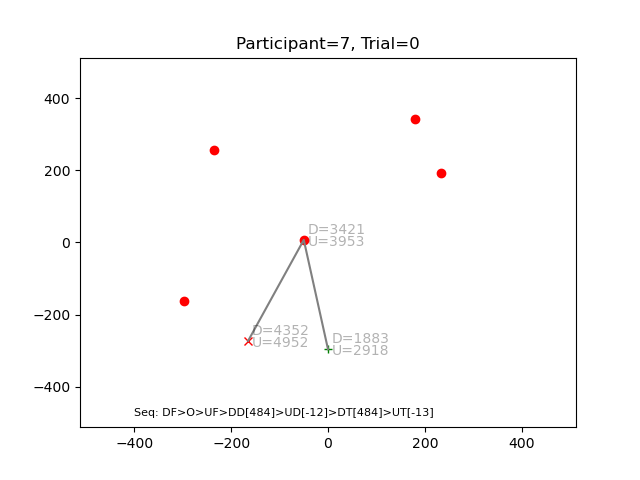 Participant=7, Trial=0
400
200
0
−200
−400
D=3421
U=3953
D=4352
U=4952
D=1883
U=2918
Seq: DF>O>UF>DD[484]>UD[-12]>DT[484]>UT[-13]
−400
−200
0
200
400